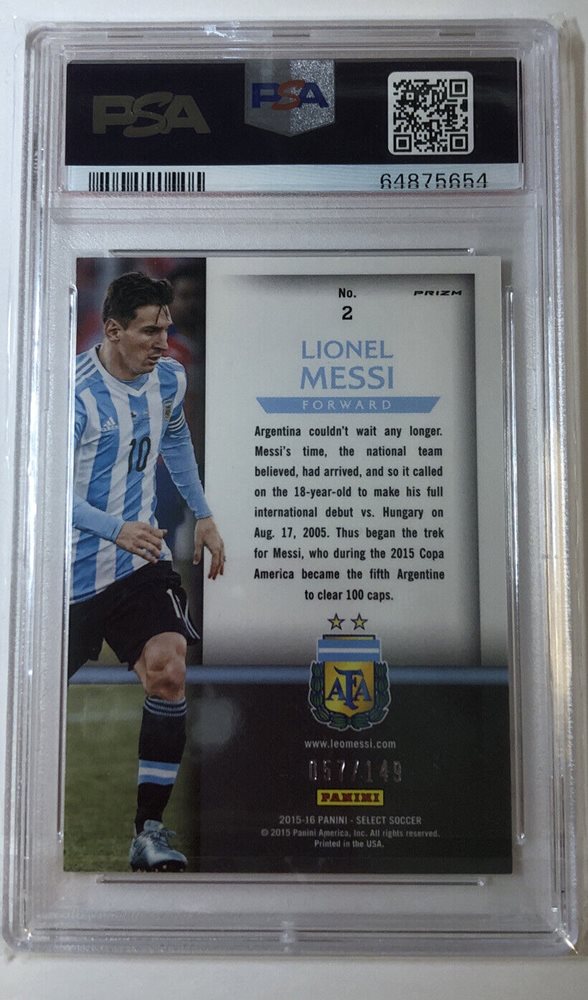 PSA PSA
64875654
No. PRIZM
2
LIONEL
MESSI
FORWARD
Argentina couldn't wait any longer.
Messi's time, the national team
believed, had arrived, and so it called
on the 18-year-old to make his full
international debut vs. Hungary on
Aug. 17, 2005. Thus began the trek
for Messi, who during the 2015 Copa
America became the fifth Argentine
to clear 100 caps.
10
1
AFA
www.leomessi.com
057/149
PANINI
2015-16 PANINI - SELECT SOCCER
© 2015 Panini America, Inc. All rights reserved.
Printed in the USA.